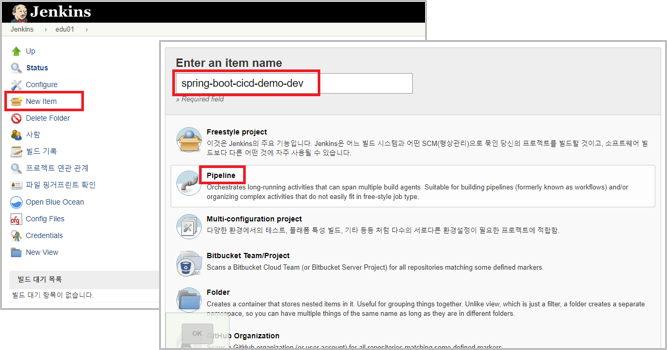 Jenkins
Jenkins › edu01 ›
Up
Status
Configure
New Item
Delete Folder
사람
빌드 기록
프로젝트 연관 관계
파일 핑거프린트 확인
Open Blue Ocean
Config Files
Credentials
New View
빌드 대기 목록
빌드 대기 항목이 없습니다.
Enter an item name
spring-boot-cicd-demo-dev
» Required field
Freestyle project
이것은 Jenkins의 주요 기능입니다. Jenkins은 어느 빌드 시스템과 어떤 SCM(형상관리)으로 묶인 당신의 프로젝트를 빌드할 것이고, 소프트웨어 빌
드보다 다른 어떤 것에 자주 사용될 수 있습니다.
Pipeline
Orchestrates long-running activities that can span multiple build agents. Suitable for building pipelines (formerly known as workflows) and/or
organizing complex activities that do not easily fit in free-style job type.
Multi-configuration project
다양한 환경에서의 테스트, 플래폼 특성 빌드, 기타 등등 처럼 다수의 서로다른 환경설정이 필요한 프로젝트에 적합함.
Bitbucket Team/Project
Scans a Bitbucket Cloud Team (or Bitbucket Server Project) for all repositories matching some defined markers.
Folder
Creates a container that stores nested items in it. Useful for grouping things together. Unlike view, which is just a filter, a folder creates a separate
namespace, so you can have multiple things of the same name as long as they are in different folders.
OK
GitHub Organization
GitHub organization (or user account) for all repositories matching some defined markers.